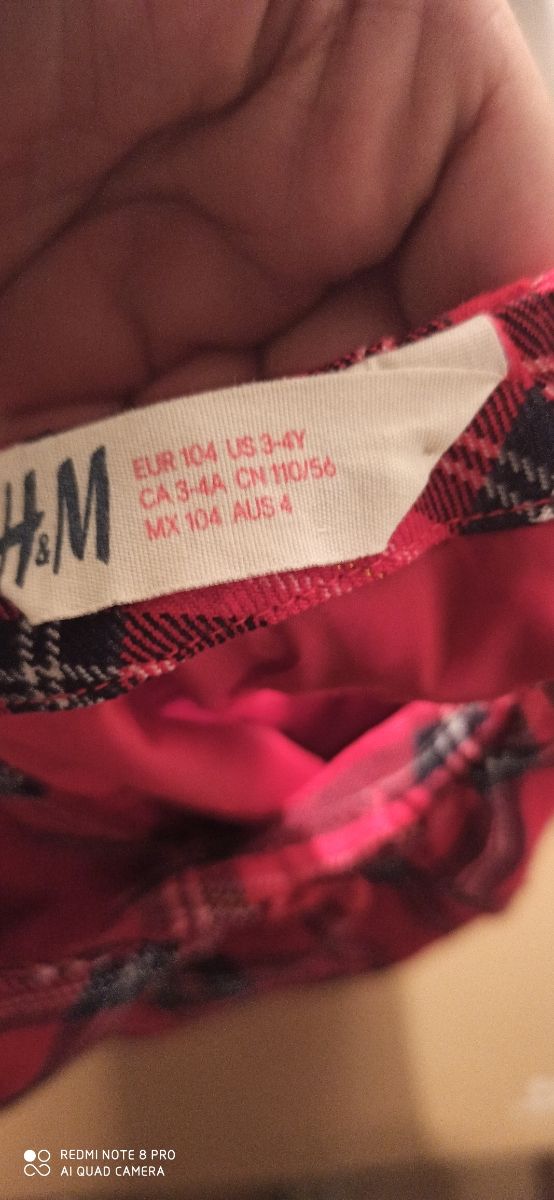 H&M
EUR 104 US 3-4Y
CA 3-4A CN 110/56
MX 104 AUS 4
REDMI NOTE 8 PRO
AI QUAD CAMERA